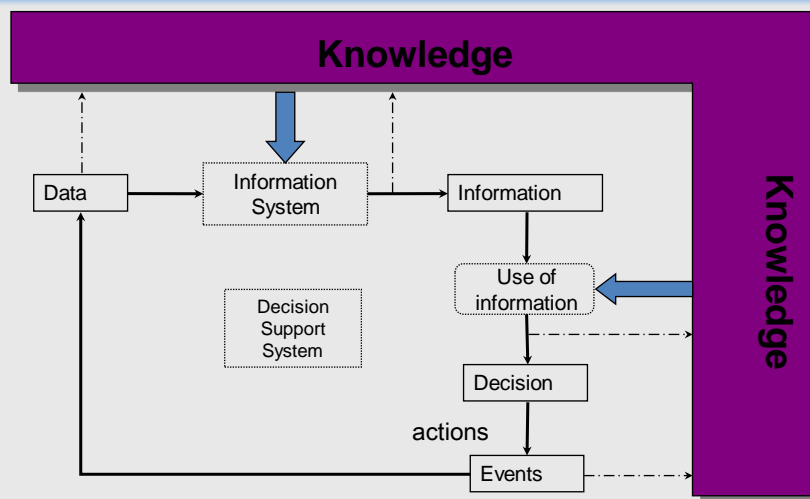 Knowledge
Data
Information
System
Information
Knowledge
Use of
information
Decision
Support
System
Decision
actions
Events